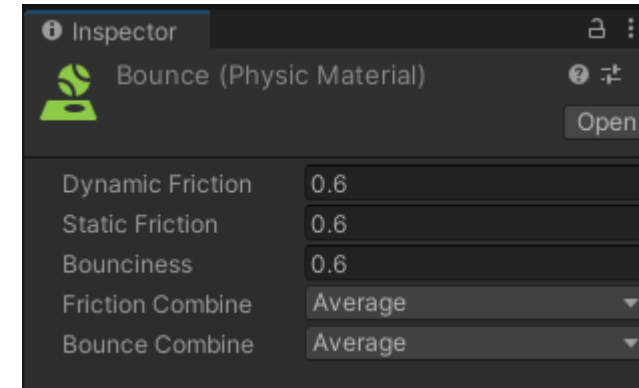 Inspector
Bounce (Physic Material)
Open
Dynamic Friction 0.6
Static Friction 0.6
Bounciness 0.6
Friction Combine Average
Bounce Combine Average